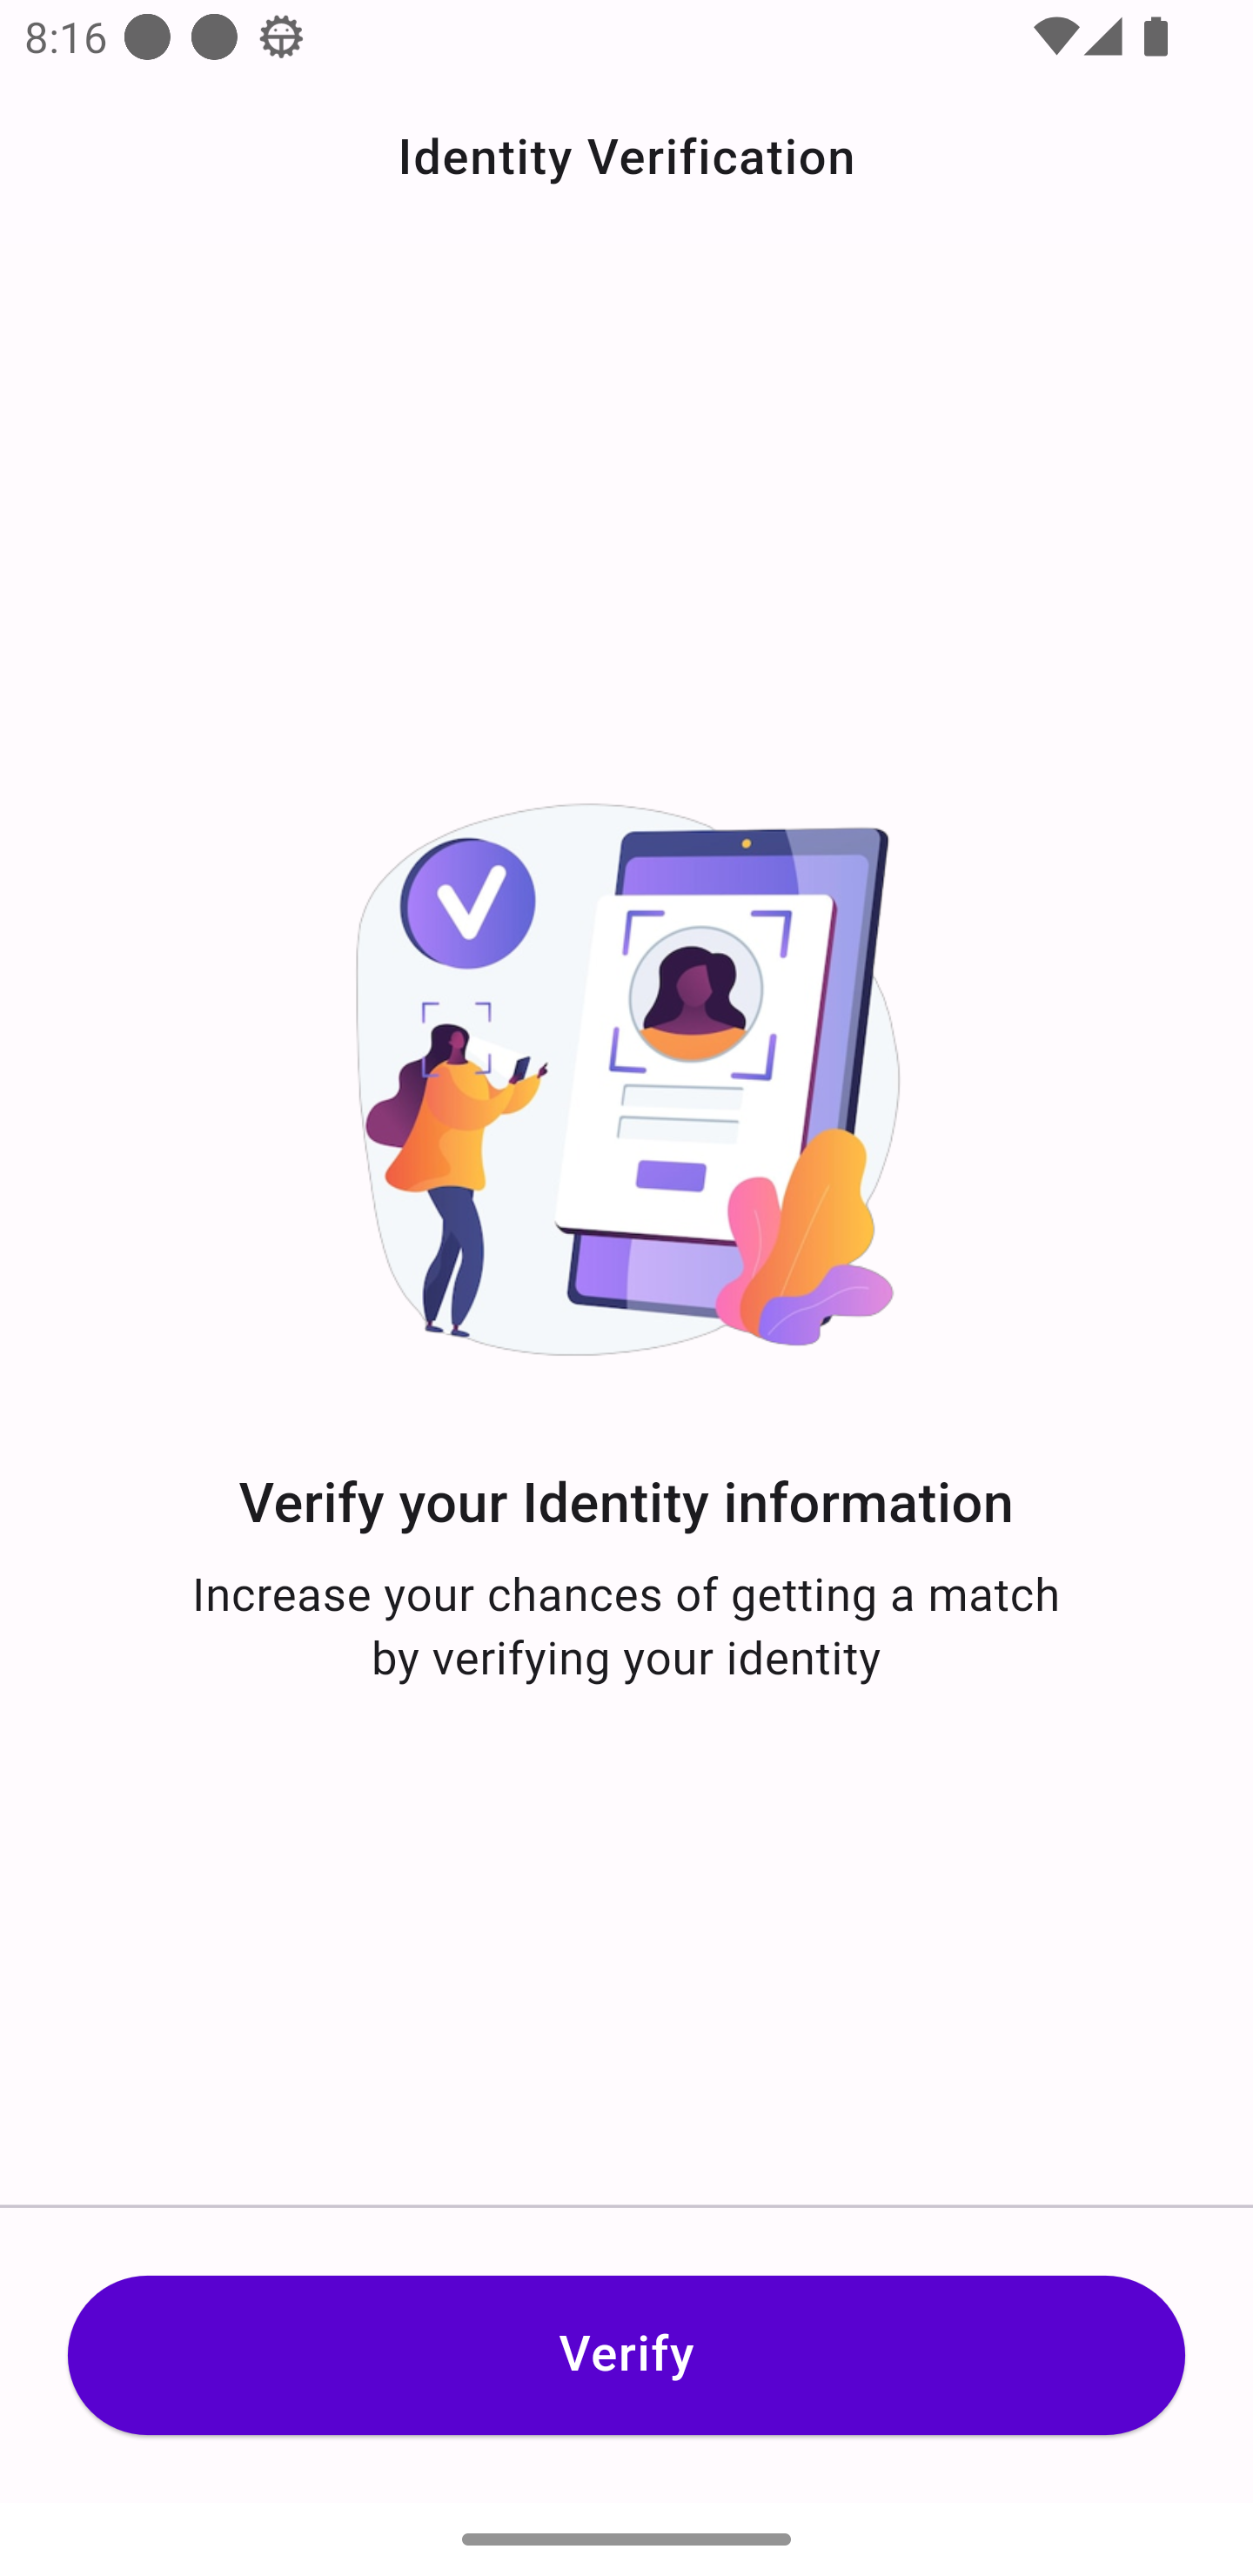 8:16
Identity Verification
Verify your Identity information
Increase your chances of getting a match
by verifying your identity
Verify